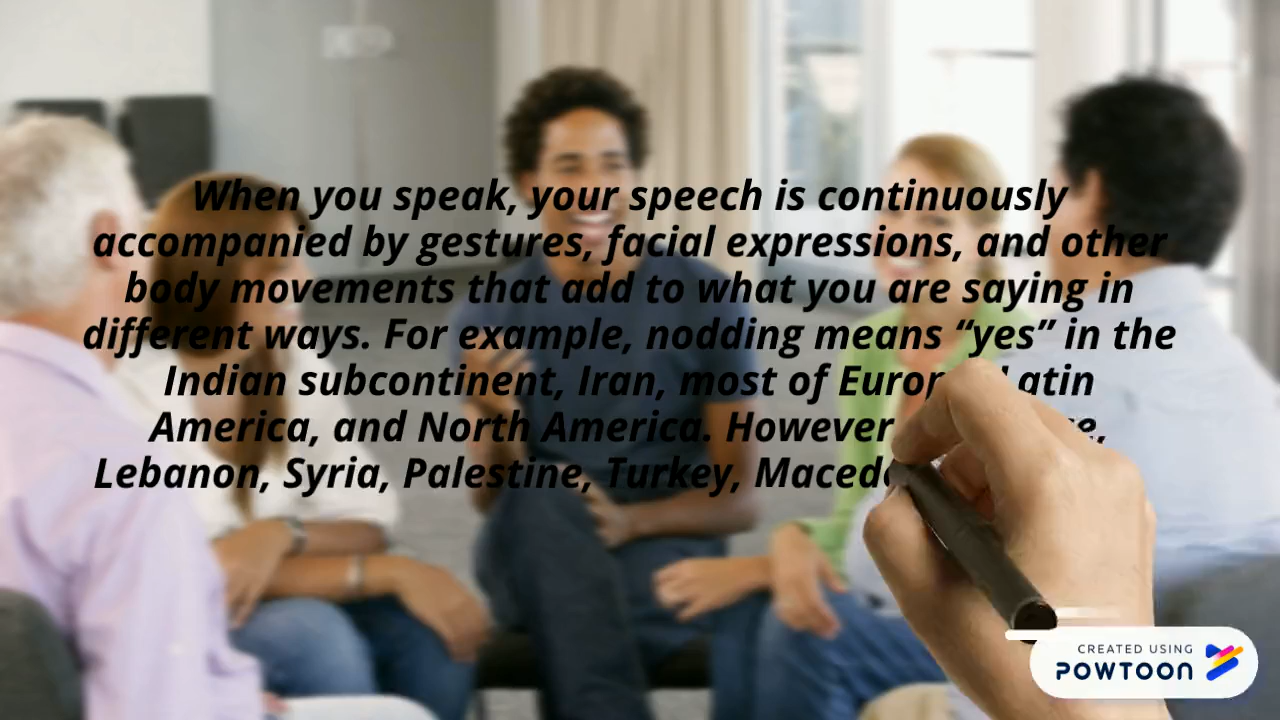 When you speak, your speech is continuously
accompanied by gestures, facial expressions, and other
body movements that add to what you are saying in
different ways. For example, nodding means “yes” in the
Indian subcontinent, Iran, most of Latin
America, and North America. However
Lebanon, Syria, Palestine, Turkey,
CREATED USING
POWTOON